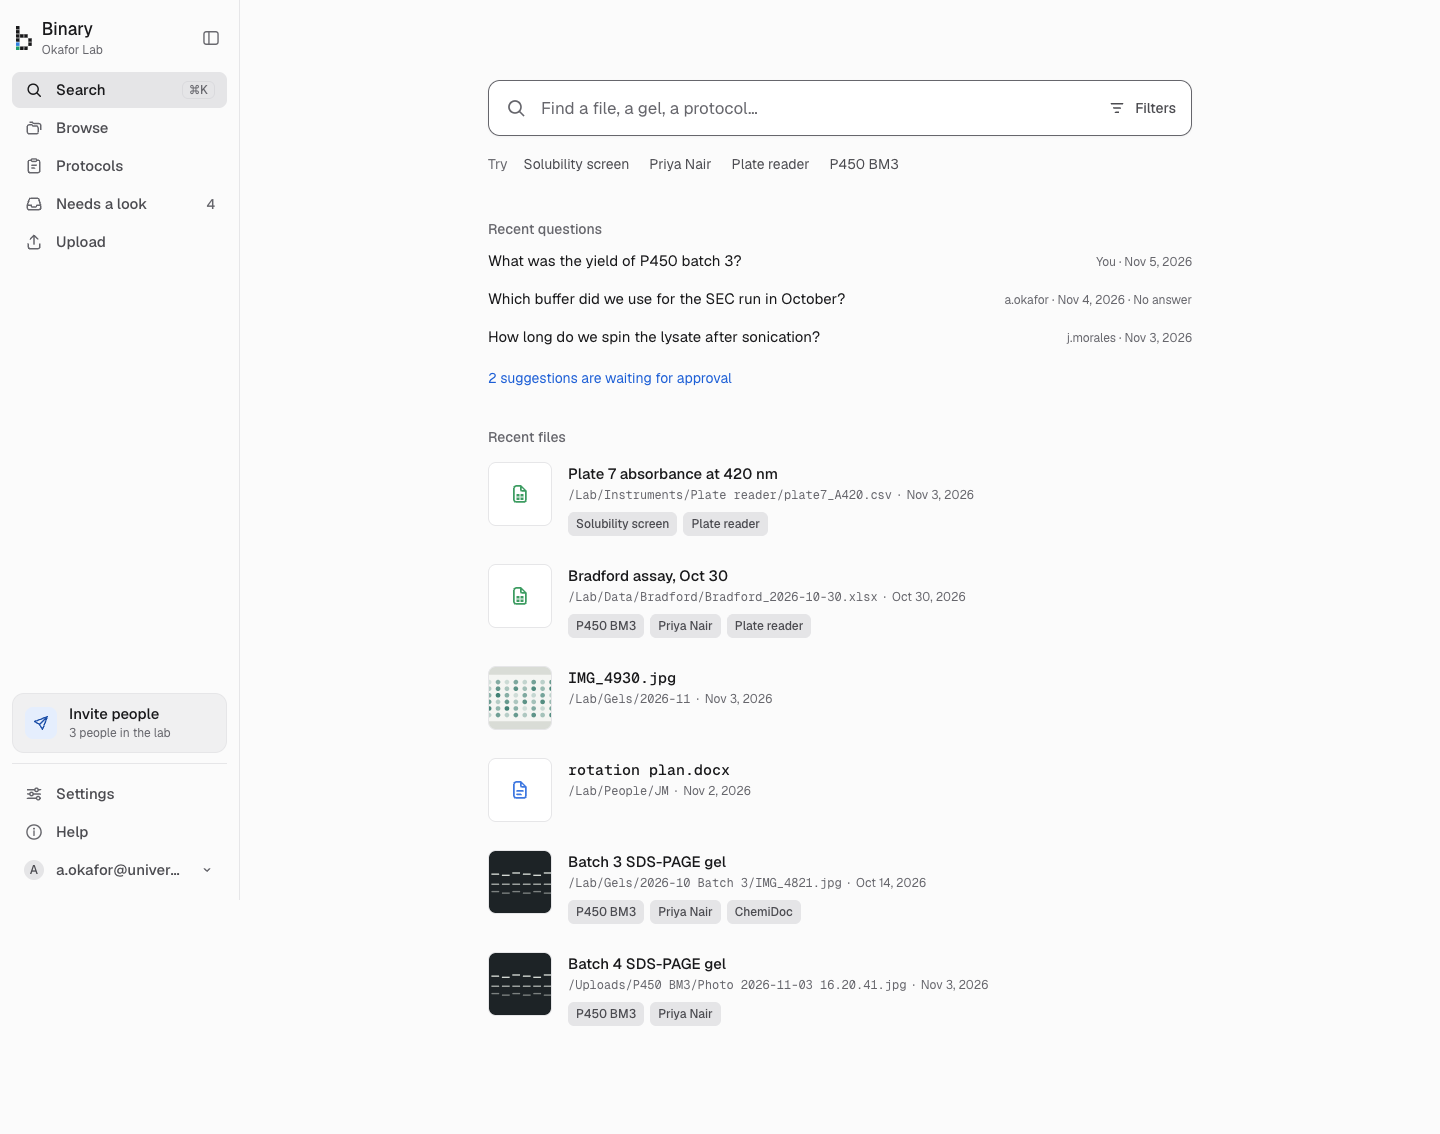 Binary
Okafor Lab
Search ⌘K
Browse
Protocols
Needs a look 4
Upload
Invite people
3 people in the lab
Settings
Help
A a.okafor@univer...
Find a file, a gel, a protocol... Filters
Try Solubility screen Priya Nair Plate reader P450 BM3
Recent questions
What was the yield of P450 batch 3? You · Nov 5, 2026
Which buffer did we use for the SEC run in October? a.okafor · Nov 4, 2026 · No answer
How long do we spin the lysate after sonication? j.morales · Nov 3, 2026
2 suggestions are waiting for approval
Recent files
Plate 7 absorbance at 420 nm
/Lab/Instruments/Plate reader/plate7_A420.csv · Nov 3, 2026
Solubility screen Plate reader
Bradford assay, Oct 30
/Lab/Data/Bradford/Bradford_2026-10-30.xlsx · Oct 30, 2026
P450 BM3 Priya Nair Plate reader
IMG_4930.jpg
/Lab/Gels/2026-11 · Nov 3, 2026
rotation plan.docx
/Lab/People/JM · Nov 2, 2026
Batch 3 SDS-PAGE gel
/Lab/Gels/2026-10 Batch 3/IMG_4821.jpg · Oct 14, 2026
P450 BM3 Priya Nair ChemiDoc
Batch 4 SDS-PAGE gel
/Uploads/P450 BM3/Photo 2026-11-03 16.20.41.jpg · Nov 3, 2026
P450 BM3 Priya Nair